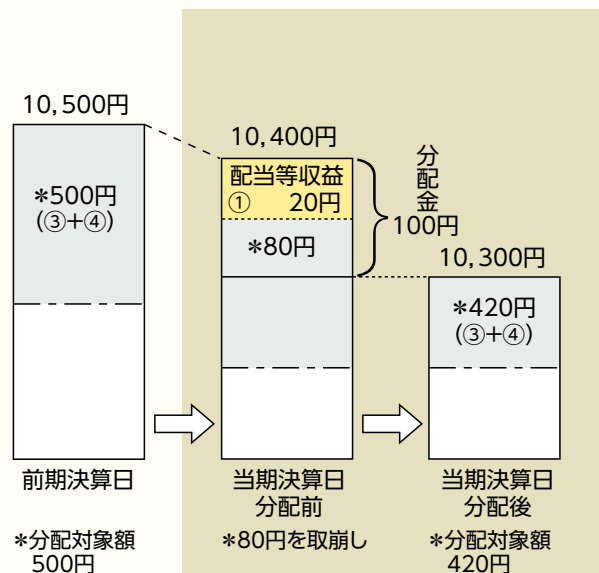 10,500円
*500円
(③+④)
前期決算日
*分配対象額
500円
10,400円
配当等収益
① 20円
*80円
分配金
100円
当期決算日
分配前
*80円を取崩し
10,300円
*420円
(③+④)
当期決算日
分配後
*分配対象額
420円